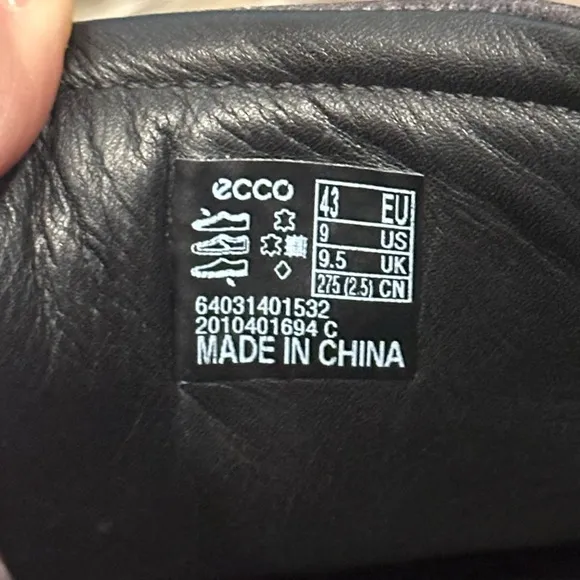 ecco
43 EU
9 US
9.5 UK
275 (2.5) CN
64031401532
2010401694 C
MADE IN CHINA